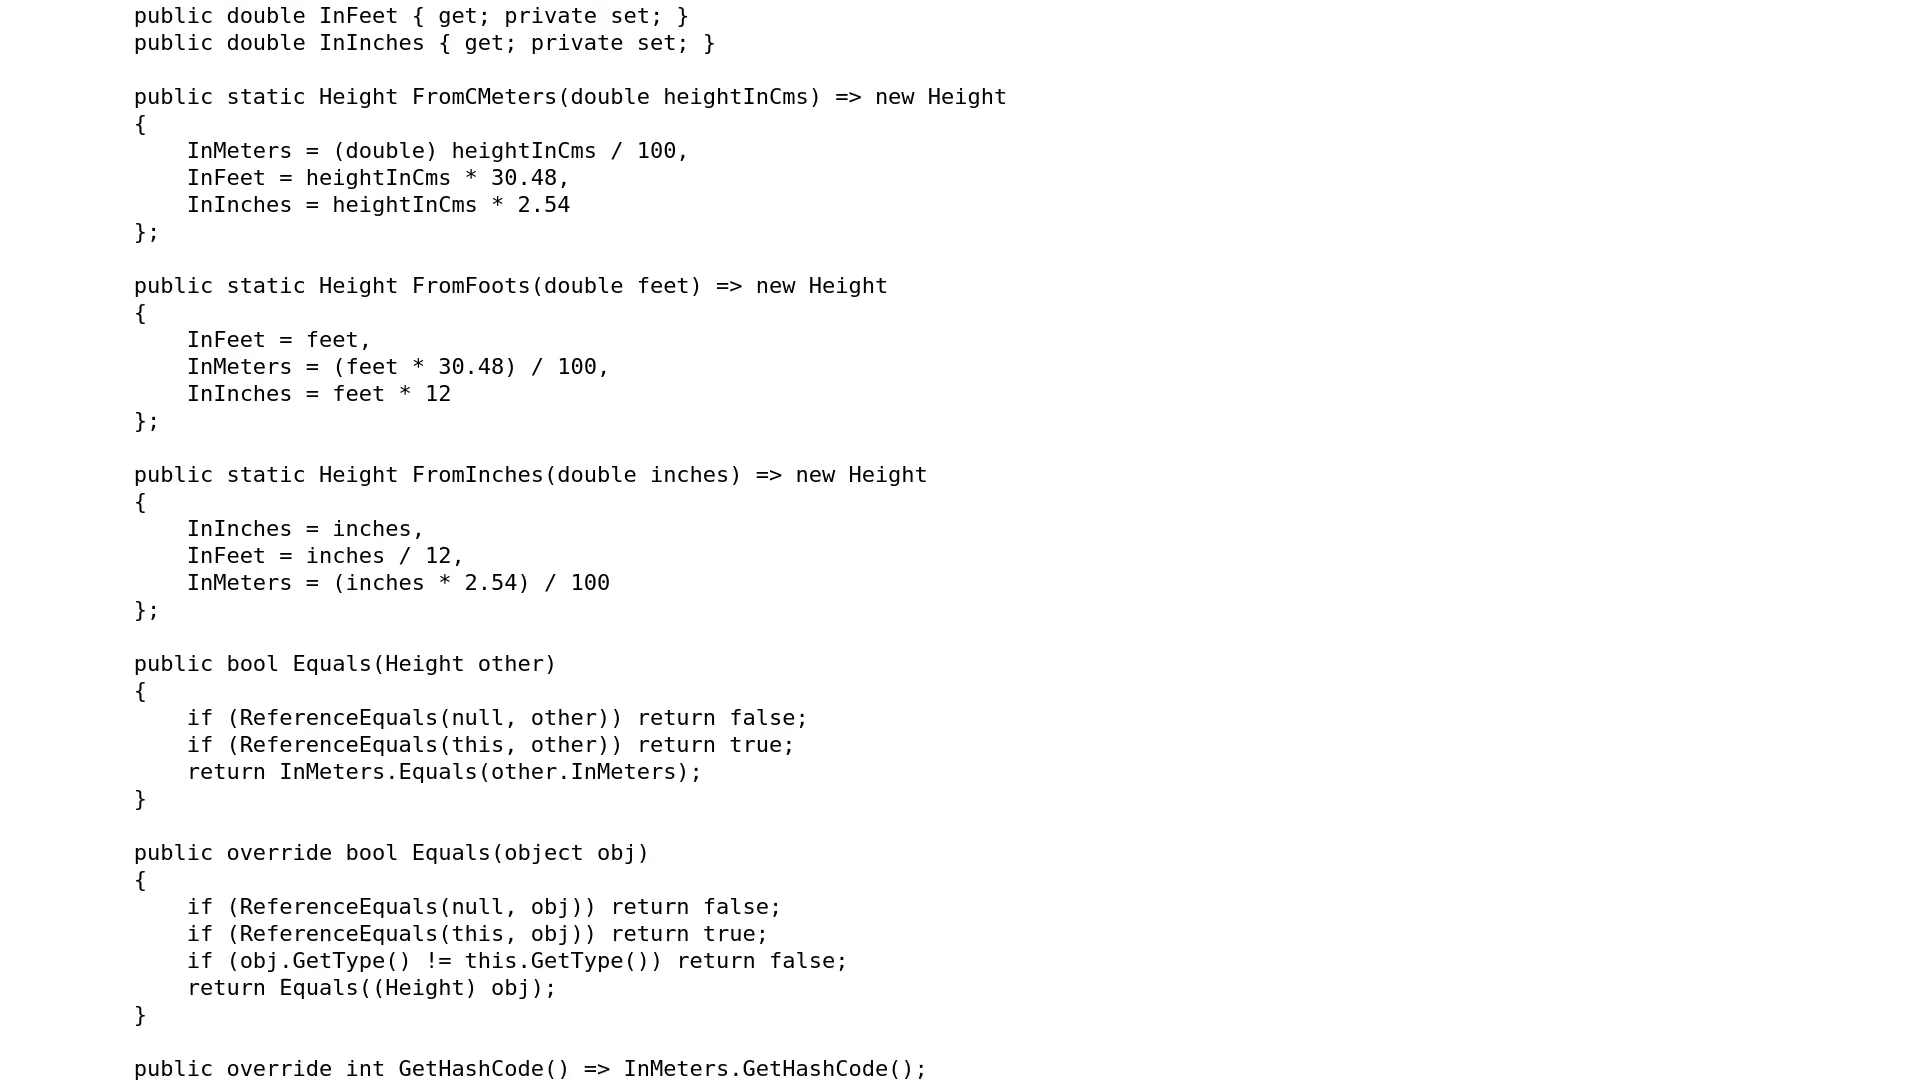 public double InFeet { get; private set; }
public double InInches { get; private set; }
public static Height FromCMeters(double heightInCms) => new Height
{
InMeters = (double) heightInCms / 100,
InFeet = heightInCms * 30.48,
InInches = heightInCms * 2.54
};
public static Height FromFoots(double feet) => new Height
{
InFeet = feet,
InMeters = (feet * 30.48) / 100,
InInches = feet * 12
};
public static Height FromInches(double inches) => new Height
{
InInches = inches,
InFeet = inches / 12,
InMeters = (inches * 2.54) / 100
};
public bool Equals(Height other)
{
if (ReferenceEquals(null, other)) return false;
if (ReferenceEquals(this, other)) return true;
return InMeters.Equals(other.InMeters);
}
public override bool Equals(object obj)
{
if (ReferenceEquals(null, obj)) return false;
if (ReferenceEquals(this, obj)) return true;
if (obj.GetType() != this.GetType()) return false;
return Equals((Height) obj);
}
public override int GetHashCode() => InMeters.GetHashCode();